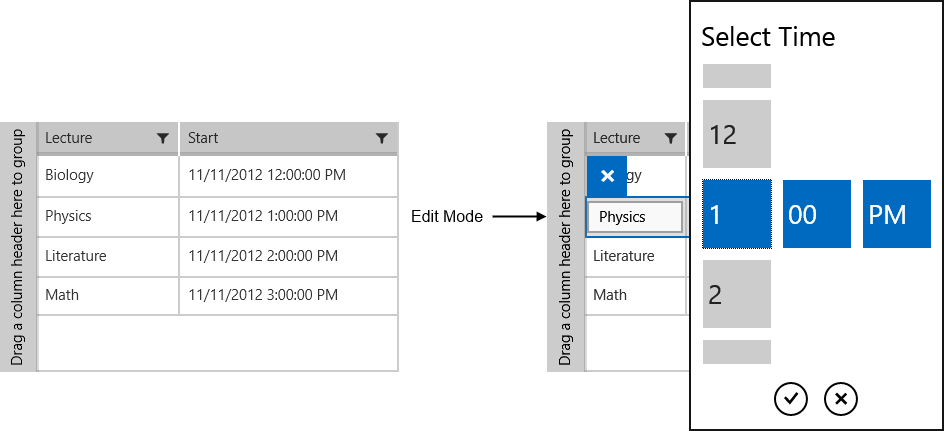 Drag a column header here to group
Lecture Start
Biology 11/11/2012 12:00:00 PM
Physics 11/11/2012 1:00:00 PM
Literature 11/11/2012 2:00:00 PM
Math 11/11/2012 3:00:00 PM
Edit Mode
Drag a column header here to group
Lecture
gy
Physics
Literature
Math
Select Time
12
1 00 PM
2